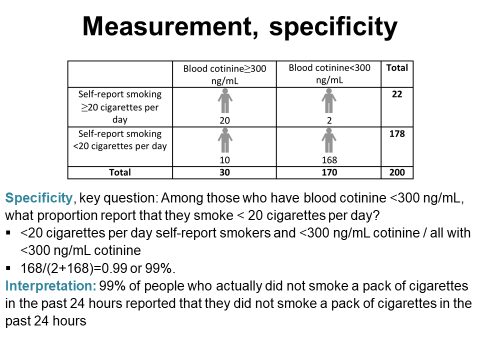 Measurement, specificity
Blood cotinine≥300 Blood cotinine<300 Total
ng/mL ng/mL
Self-report smoking 22
≥20 cigarettes per
day 20 2
Self-report smoking 178
<20 cigarettes per day
10 168
Total 30 170 200
Specificity, key question: Among those who have blood cotinine <300 ng/mL,
what proportion report that they smoke < 20 cigarettes per day?
▪ <20 cigarettes per day self-report smokers and <300 ng/mL cotinine / all with
<300 ng/mL cotinine
▪ 168/(2+168)=0.99 or 99%.
Interpretation: 99% of people who actually did not smoke a pack of cigarettes
in the past 24 hours reported that they did not smoke a pack of cigarettes in the
past 24 hours